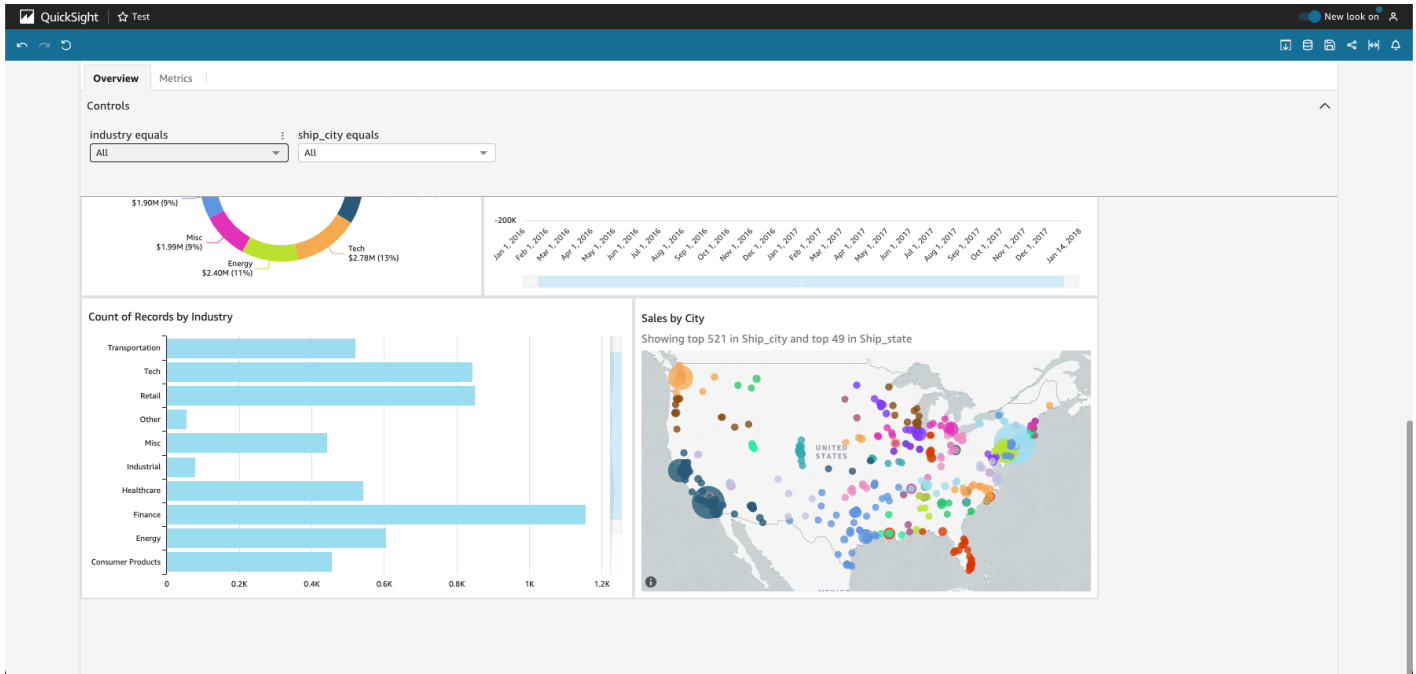 QuickSight Test New look on
Overview Metrics
Controls
industry equals ship_city equals
All All
$1.90M (9%)
Misc
$1.99M (9%)
Energy
$2.40M (11%)
Tech
$2.78M (13%)
-200K
Jan 1, 2016 Feb 1, 2016 Mar 1, 2016 Apr 1, 2016 May 1, 2016 Jun 1, 2016 Jul 1, 2016 Aug 1, 2016 Sep 1, 2016 Oct 1, 2016 Nov 1, 2016 Dec 1, 2016 Jan 1, 2017 Feb 1, 2017 Mar 1, 2017 Apr 1, 2017 May 1, 2017 Jun 1, 2017 Jul 1, 2017 Aug 1, 2017 Sep 1, 2017 Oct 1, 2017 Nov 1, 2017 Dec 1, 2017 Jan 14, 2018
Count of Records by Industry
Transportation
Tech
Retail
Other
Misc
Industrial
Healthcare
Finance
Energy
Consumer Products
0 0.2K 0.4K 0.6K 0.8K 1K 1.2K
Sales by City
Showing top 521 in Ship_city and top 49 in Ship_state
UNITED
STATES